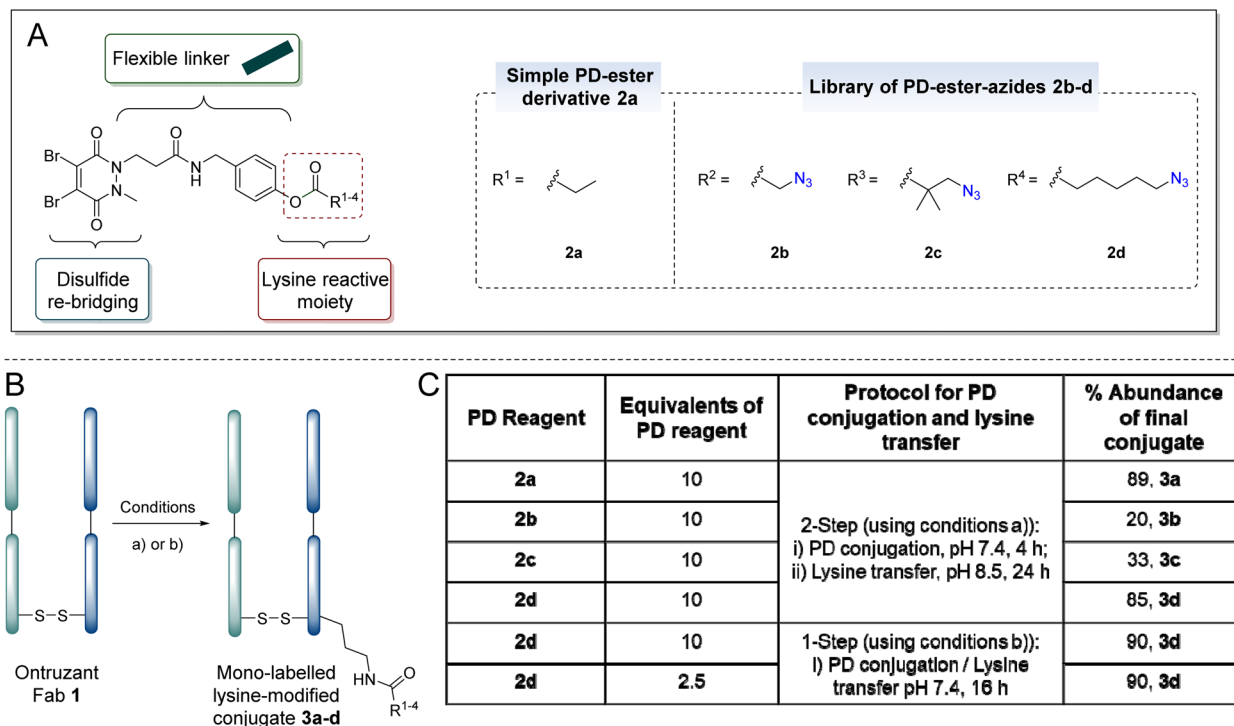 A
Flexible linker
Br
Br
O
O
N
N
O
N
H
O
O
R1-4
Disulfide
re-bridging
Lysine reactive
moiety
Simple PD-ester
derivative 2a
Library of PD-ester-azides 2b-d
R1 =
2a
R2 =
N3
2b
R3 =
N3
2c
R4 =
N3
2d
B
Conditions
a) or b)
S-S
S-S
HN
O
R1-4
Ontruzant
Fab 1
Mono-labelled
lysine-modified
conjugate 3a-d
C
PD Reagent
Equivalents of
PD reagent
Protocol for PD
conjugation and lysine
transfer
% Abundance
of final
conjugate
2a
10
2-Step (using conditions a)):
i) PD conjugation, pH 7.4, 4 h;
ii) Lysine transfer, pH 8.5, 24 h
89, 3a
2b
10
20, 3b
2c
10
33, 3c
2d
10
85, 3d
2d
10
1-Step (using conditions b)):
i) PD conjugation / Lysine
transfer pH 7.4, 16 h
90, 3d
2d
2.5
90, 3d